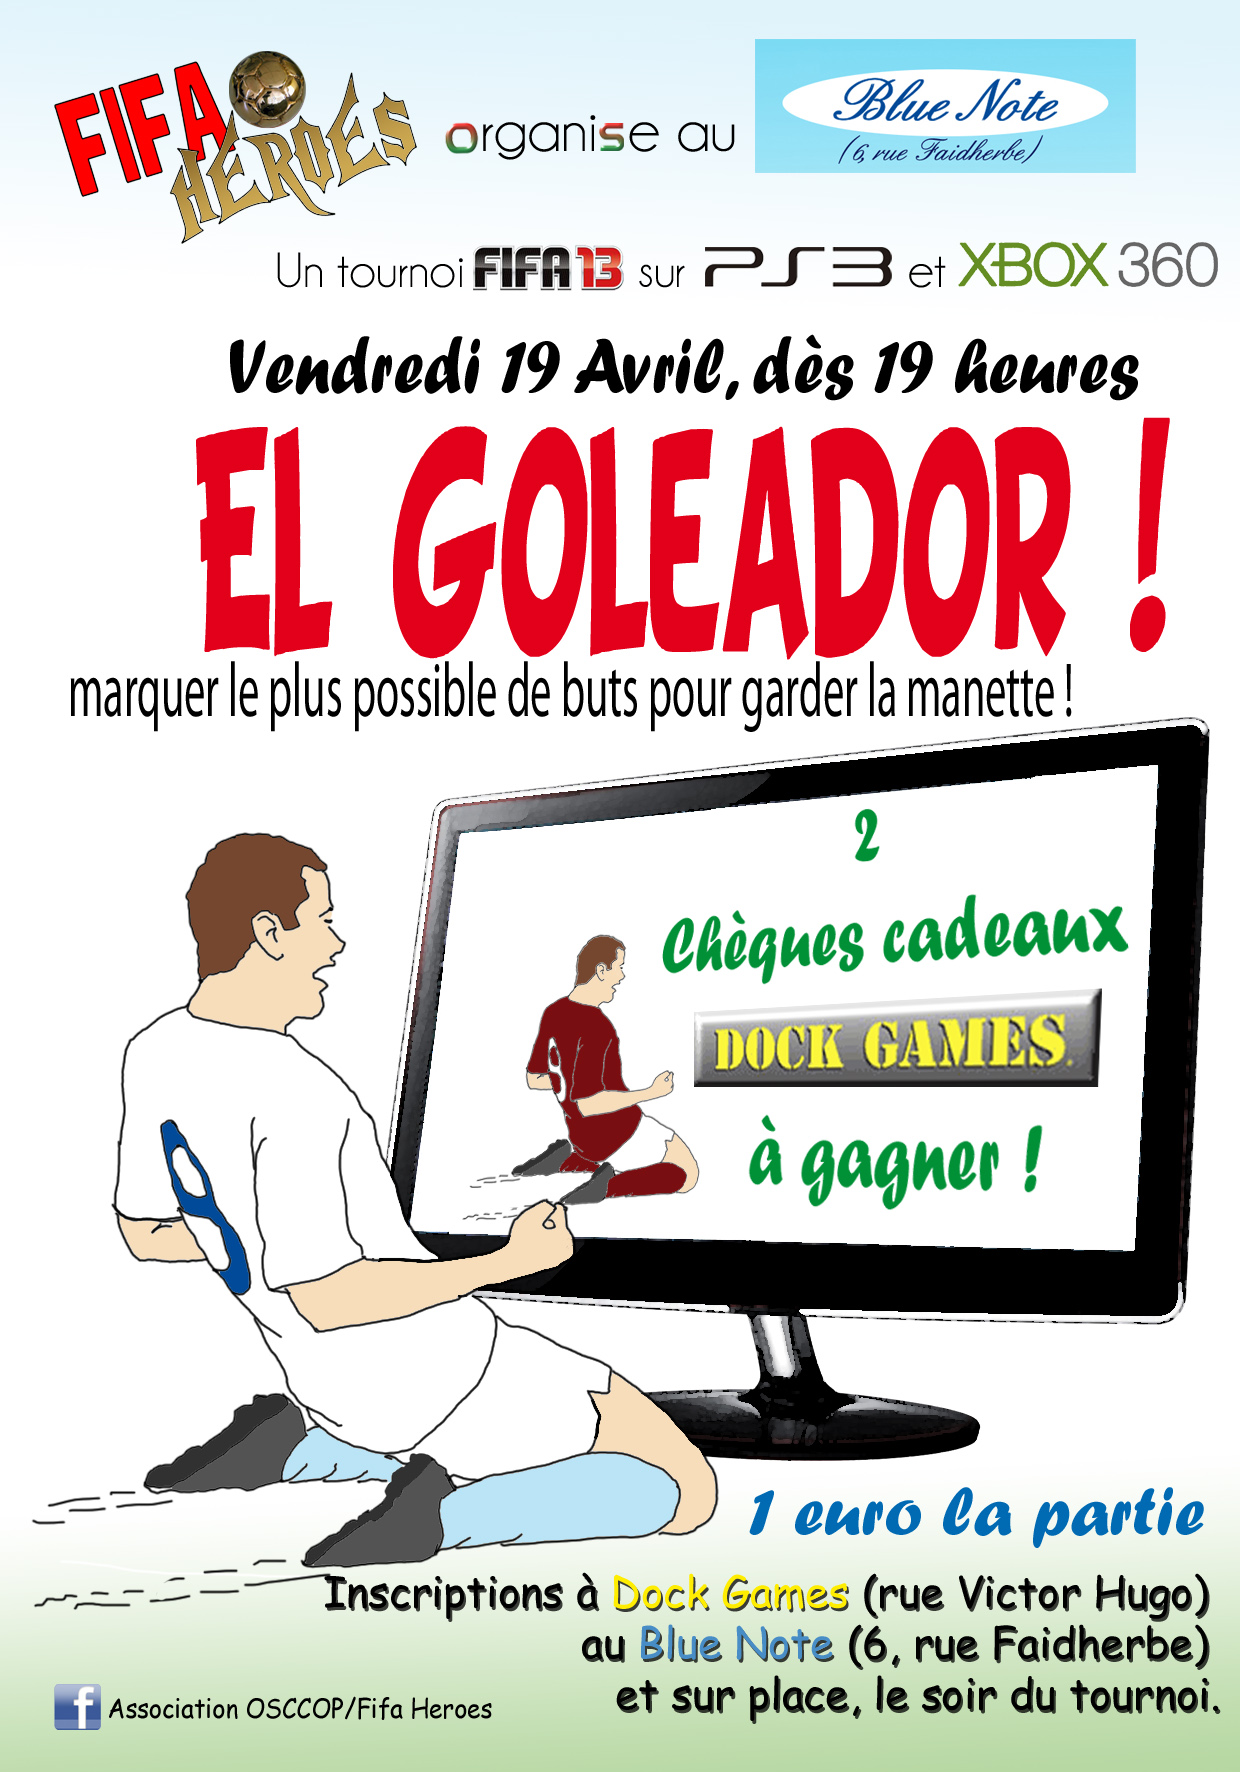 FIFA HEROES organise au Blue Note
(6, rue Faidherbe)
Un tournoi FIFA 13 sur PS3 et XBOX 360
Vendredi 19 Avril, dès 19 heures
EL GOLEADOR !
marquer le plus possible de buts pour garder la manette !
2
Chèques cadeaux
DOCK GAMES
à gagner !
9
9
1 euro la partie
Inscriptions à Dock Games (rue Victor Hugo)
au Blue Note (6, rue Faidherbe)
et sur place, le soir du tournoi.
f Association OSCCOP/Fifa Heroes